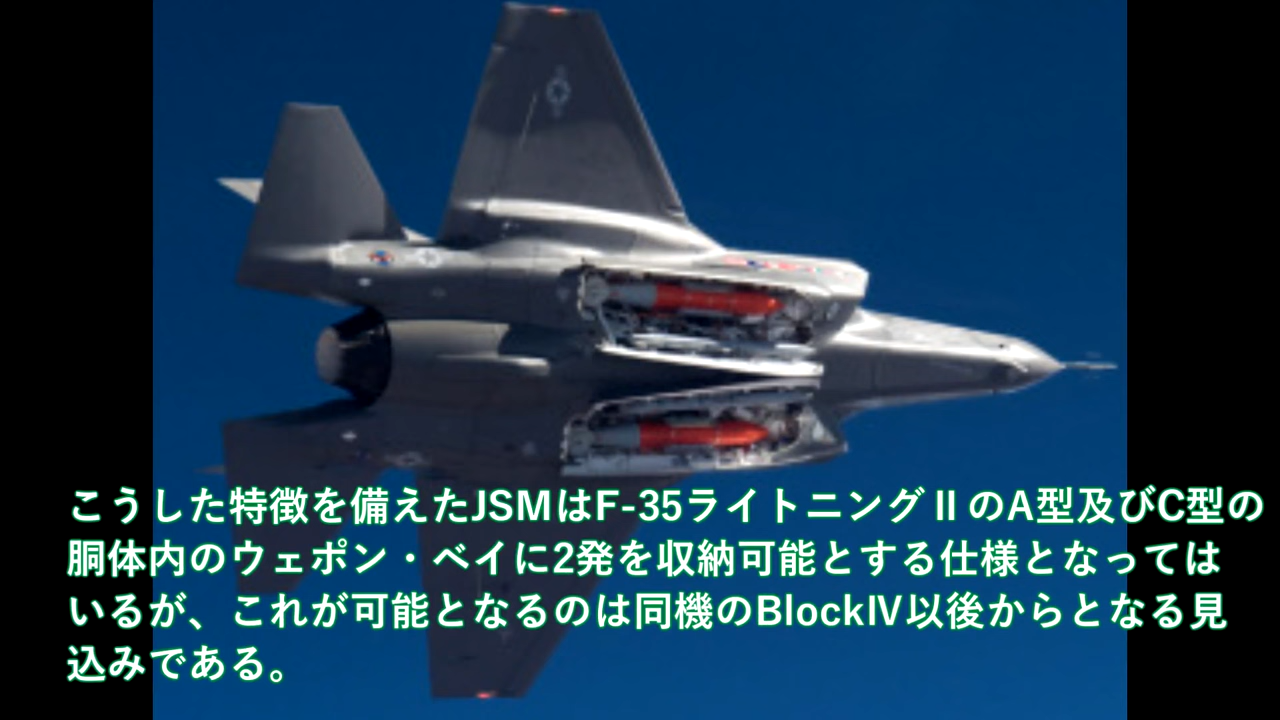 こうした特徴を備えたJSMはF-35ライトニングⅡのA型及びC型の
胴体内のウェポン・ベイに2発を収納可能とする仕様となっては
いるが、これが可能となるのは同機のBlockⅣ以後からとなる見
込みである。